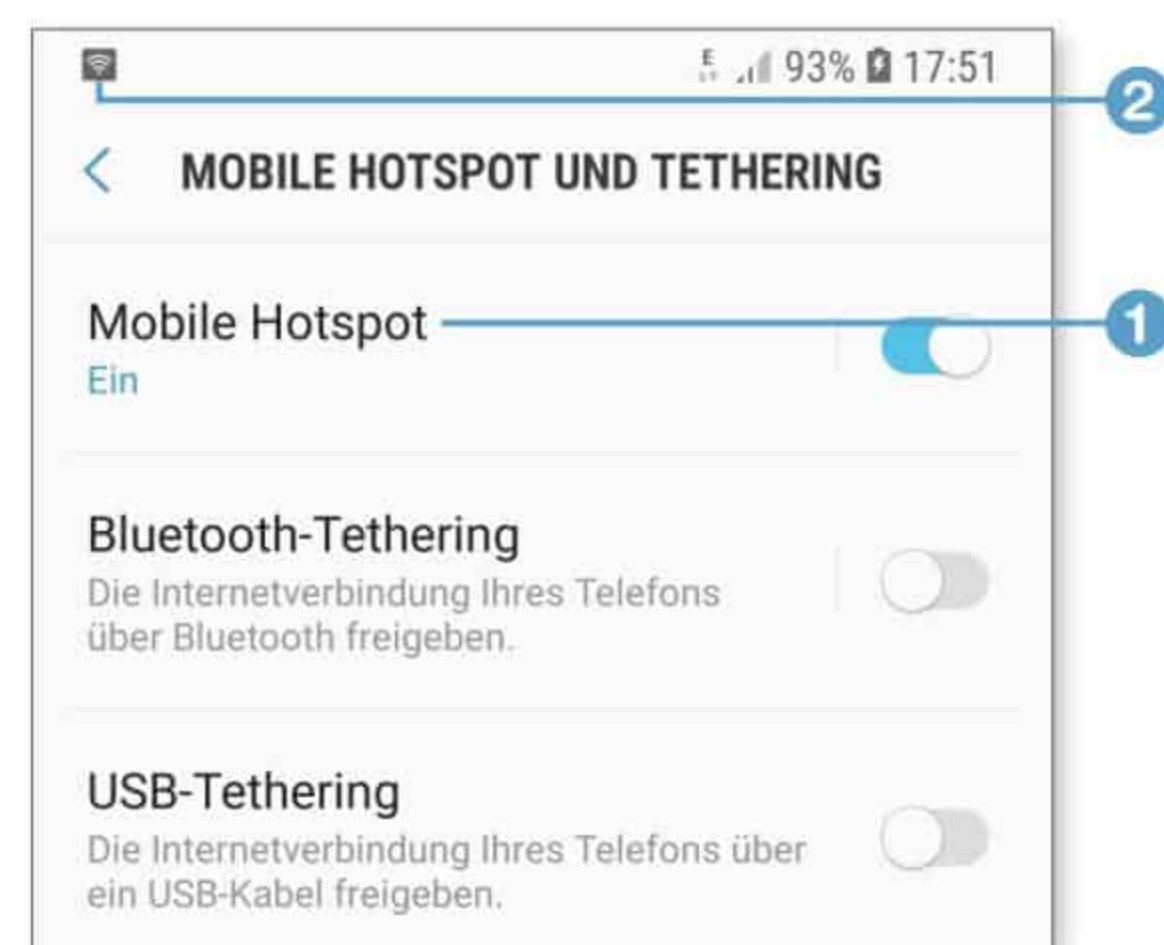 E 93% 17:51
2
MOBILE HOTSPOT UND TETHERING
Mobile Hotspot
1
Ein
Bluetooth-Tethering
Die Internetverbindung Ihres Telefons
über Bluetooth freigeben.
USB-Tethering
Die Internetverbindung Ihres Telefons über
ein USB-Kabel freigeben.